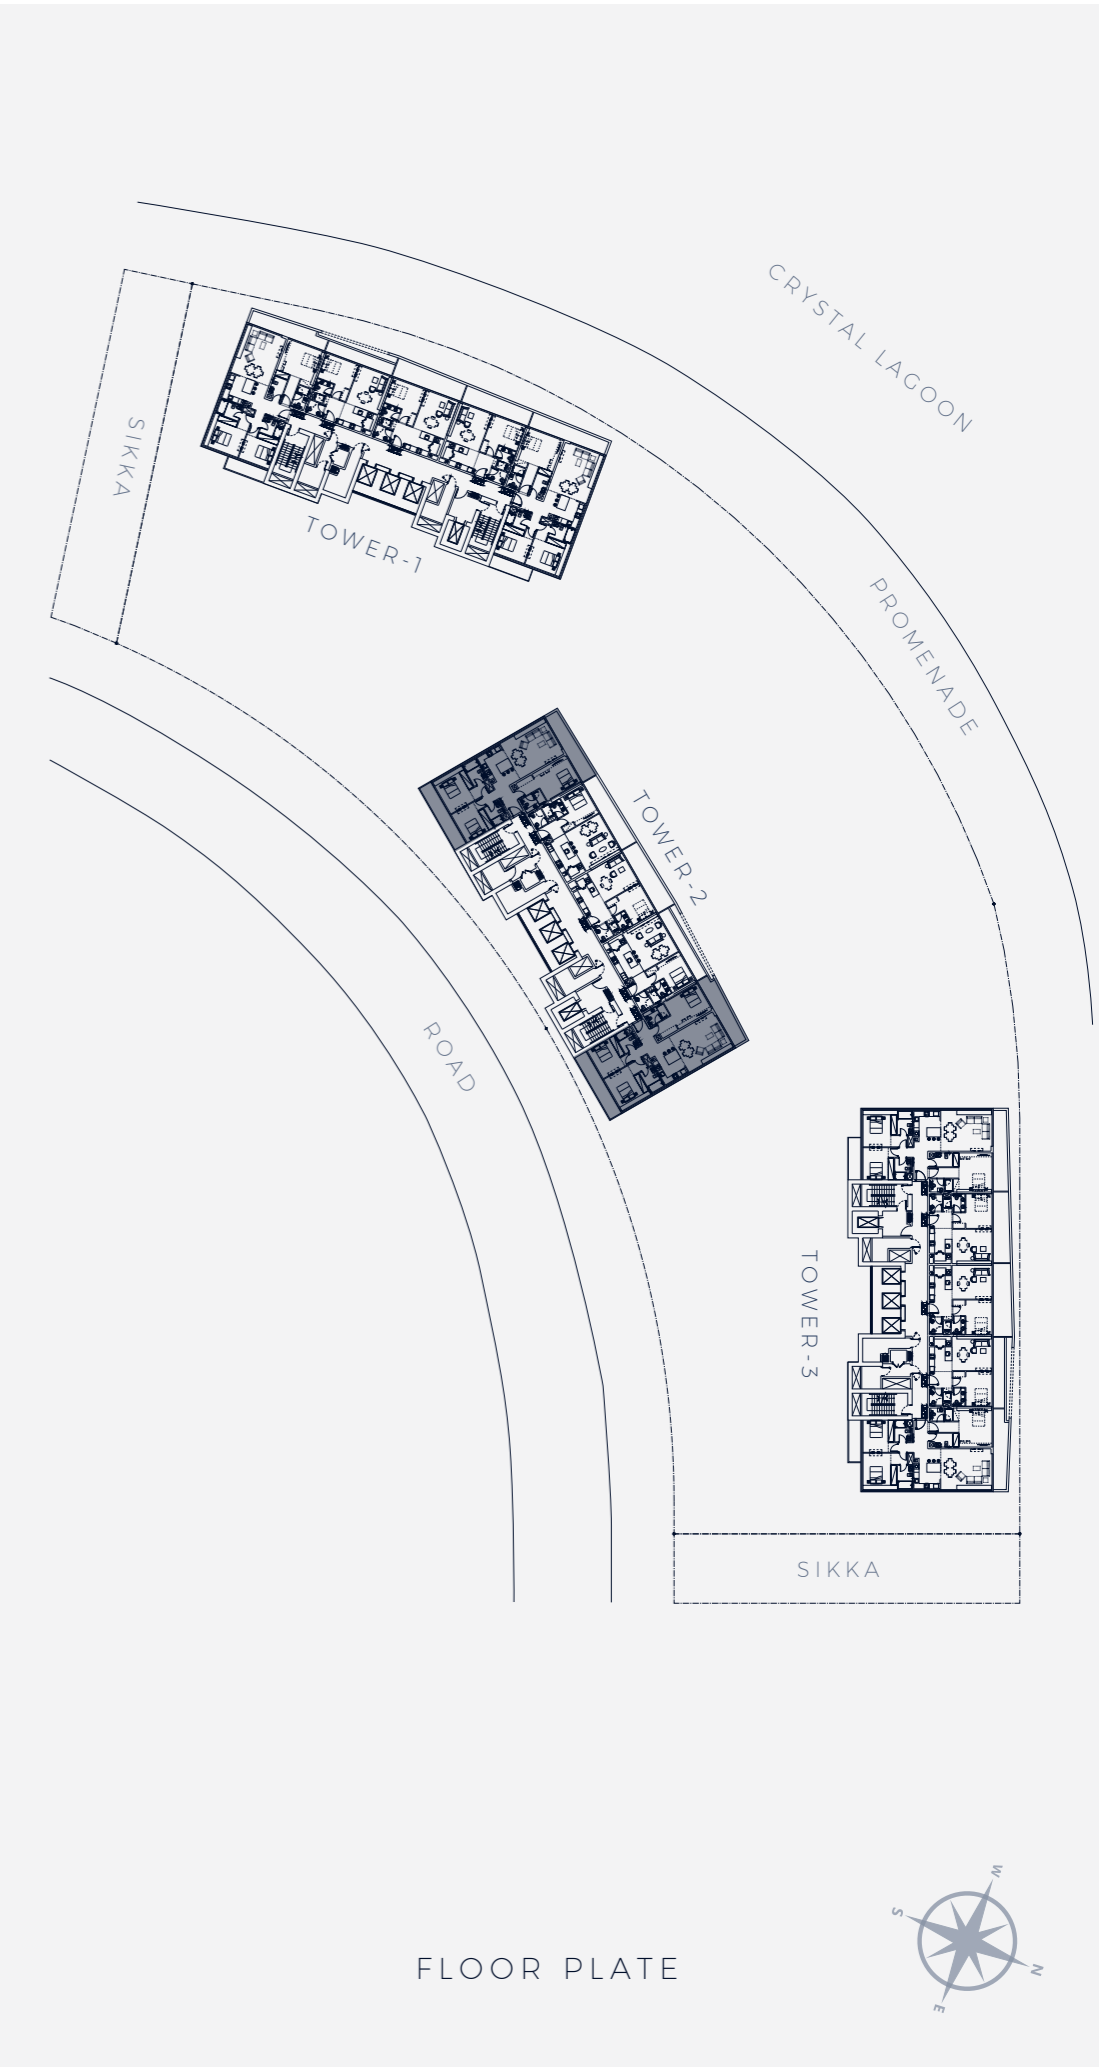 CRYSTAL LAGOON
SIKKA
TOWER-1
PROMENADE
TOWER-2
ROAD
TOWER-3
SIKKA
W
S
N
E
FLOOR PLATE